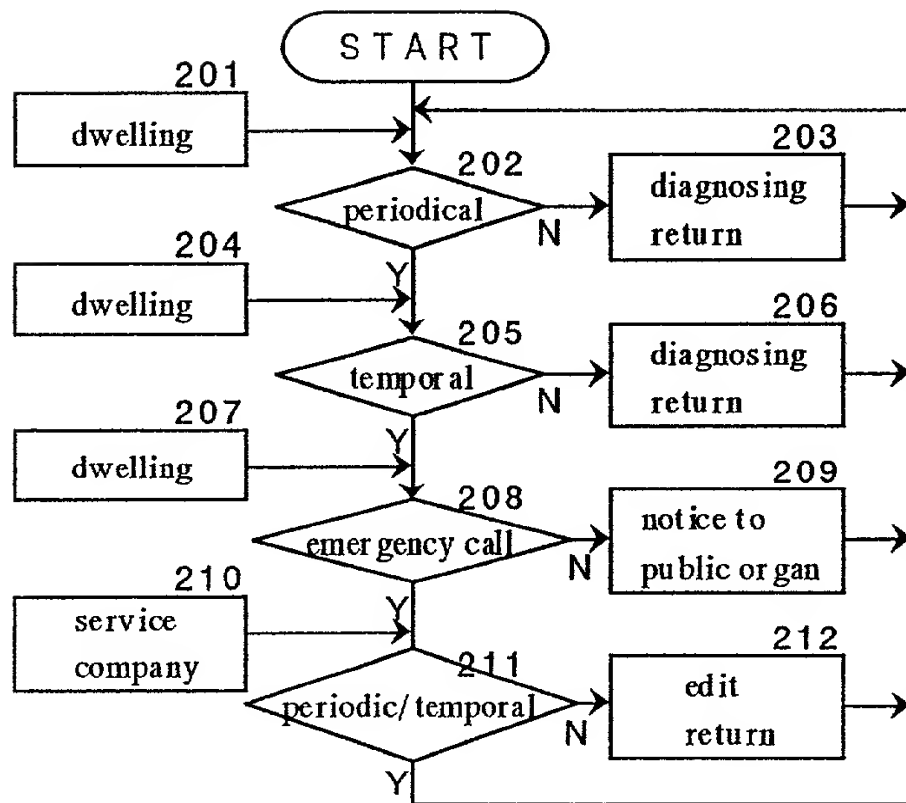 START
201
dwelling
202
periodical
N
203
diagnosing
return
Y
204
dwelling
205
temporal
N
206
diagnosing
return
Y
207
dwelling
208
emergency call
N
209
notice to
public organ
Y
210
service
company
211
periodic/temporal
N
212
edit
return
Y